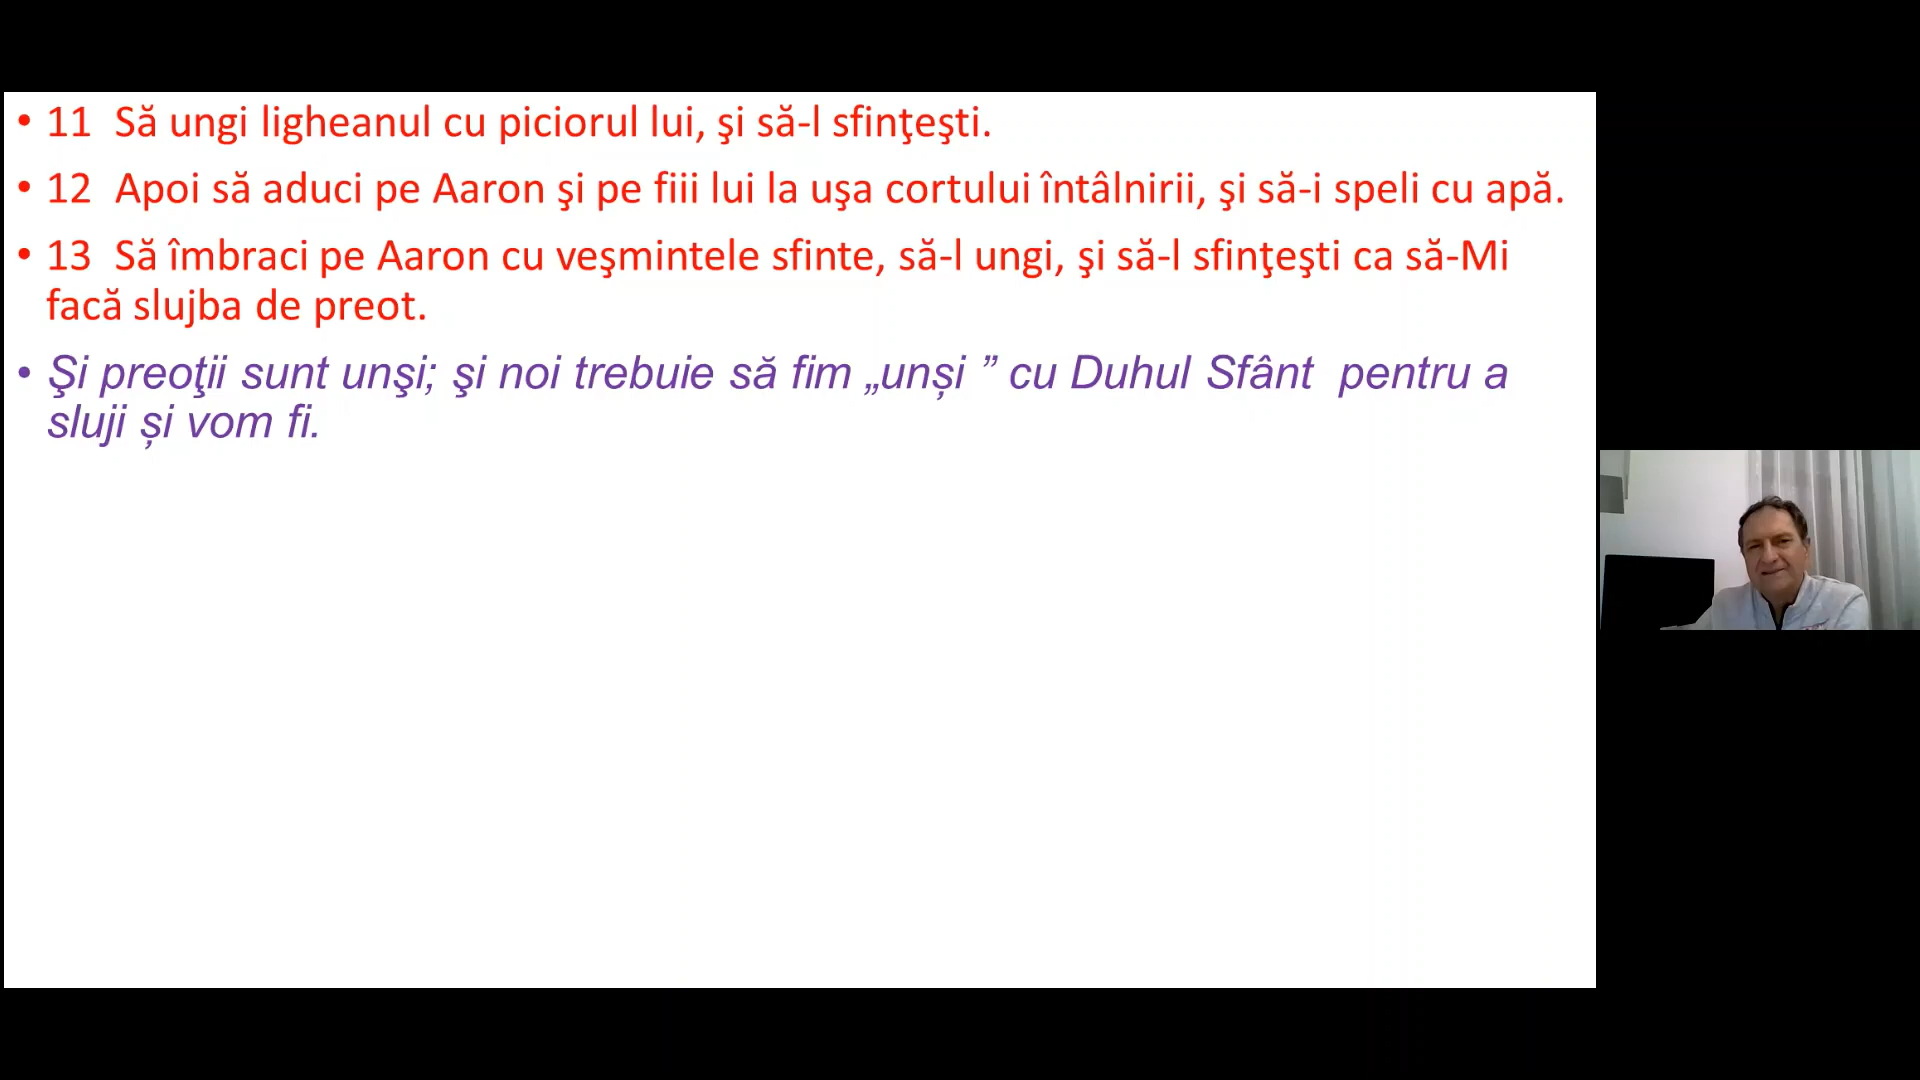 • 11  Să ungi ligheanul cu piciorul lui, şi să-l sfinţeşti.
• 12  Apoi să aduci pe Aaron şi pe fiii lui la uşa cortului întâlnirii, şi să-i speli cu apă.
• 13  Să îmbraci pe Aaron cu veşmintele sfinte, să-l ungi, şi să-l sfinţeşti ca să-Mi
facă slujba de preot.
• Şi preoţii sunt unşi; şi noi trebuie să fim „unși ” cu Duhul Sfânt  pentru a
sluji și vom fi.